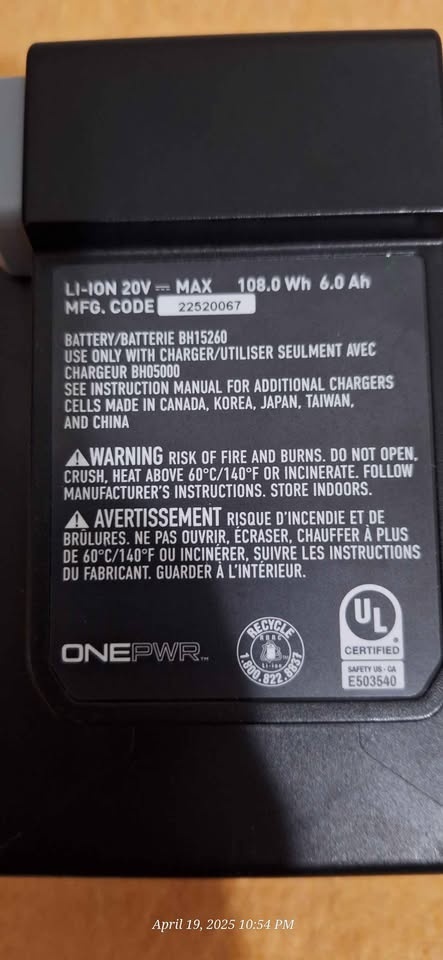 LI-ION 20V ⎓ MAX 108.0 Wh 6.0 Ah
MFG. CODE 22520067
BATTERY/BATTERIE BH15260
USE ONLY WITH CHARGER/UTILISER SEULMENT AVEC
CHARGEUR BH05000
SEE INSTRUCTION MANUAL FOR ADDITIONAL CHARGERS
CELLS MADE IN CANADA, KOREA, JAPAN, TAIWAN,
AND CHINA
⚠WARNING RISK OF FIRE AND BURNS. DO NOT OPEN,
CRUSH, HEAT ABOVE 60°C/140°F OR INCINERATE. FOLLOW
MANUFACTURER'S INSTRUCTIONS. STORE INDOORS.
⚠ AVERTISSEMENT RISQUE D'INCENDIE ET DE
BRÛLURES. NE PAS OUVRIR, ÉCRASER, CHAUFFER À PLUS
DE 60°C/140°F OU INCINÉRER, SUIVRE LES INSTRUCTIONS
DU FABRICANT. GUARDER À L'INTÉRIEUR.
ONEPWR™
RECYCLE
RBRC
Li-ion
1.800.822.8837
UL®
CERTIFIED
SAFETY US - CA
E503540
April 19, 2025 10:54 PM